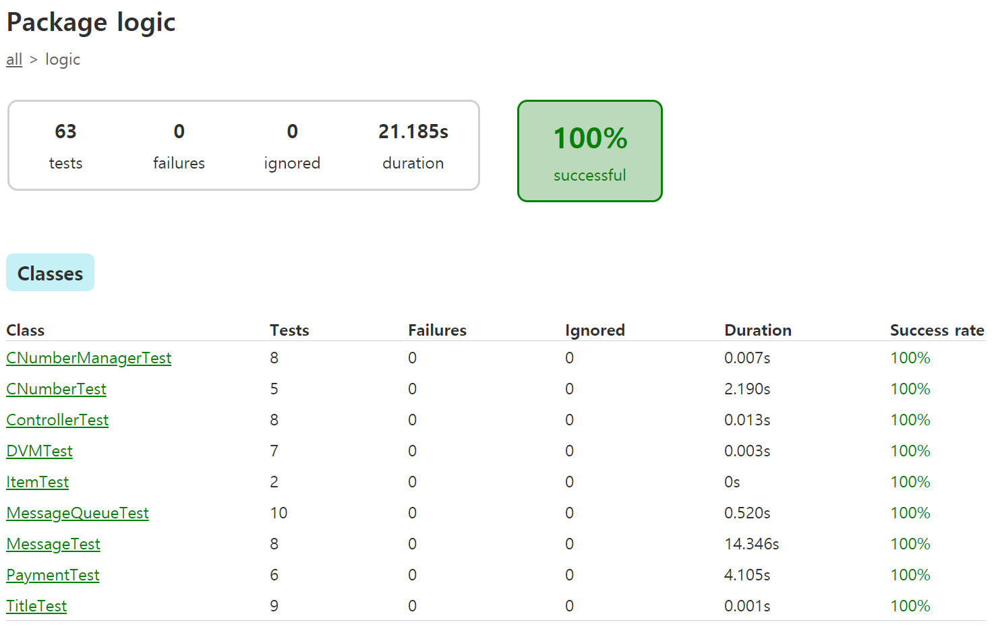 Package logic
all > logic
63 0 0 21.185s
tests failures ignored duration
100%
successful
Classes
Class Tests Failures Ignored Duration Success rate
CNumberManagerTest 8 0 0 0.007s 100%
CNumberTest 5 0 0 2.190s 100%
ControllerTest 8 0 0 0.013s 100%
DVMTest 7 0 0 0.003s 100%
ItemTest 2 0 0 0s 100%
MessageQueueTest 10 0 0 0.520s 100%
MessageTest 8 0 0 14.346s 100%
PaymentTest 6 0 0 4.105s 100%
TitleTest 9 0 0 0.001s 100%